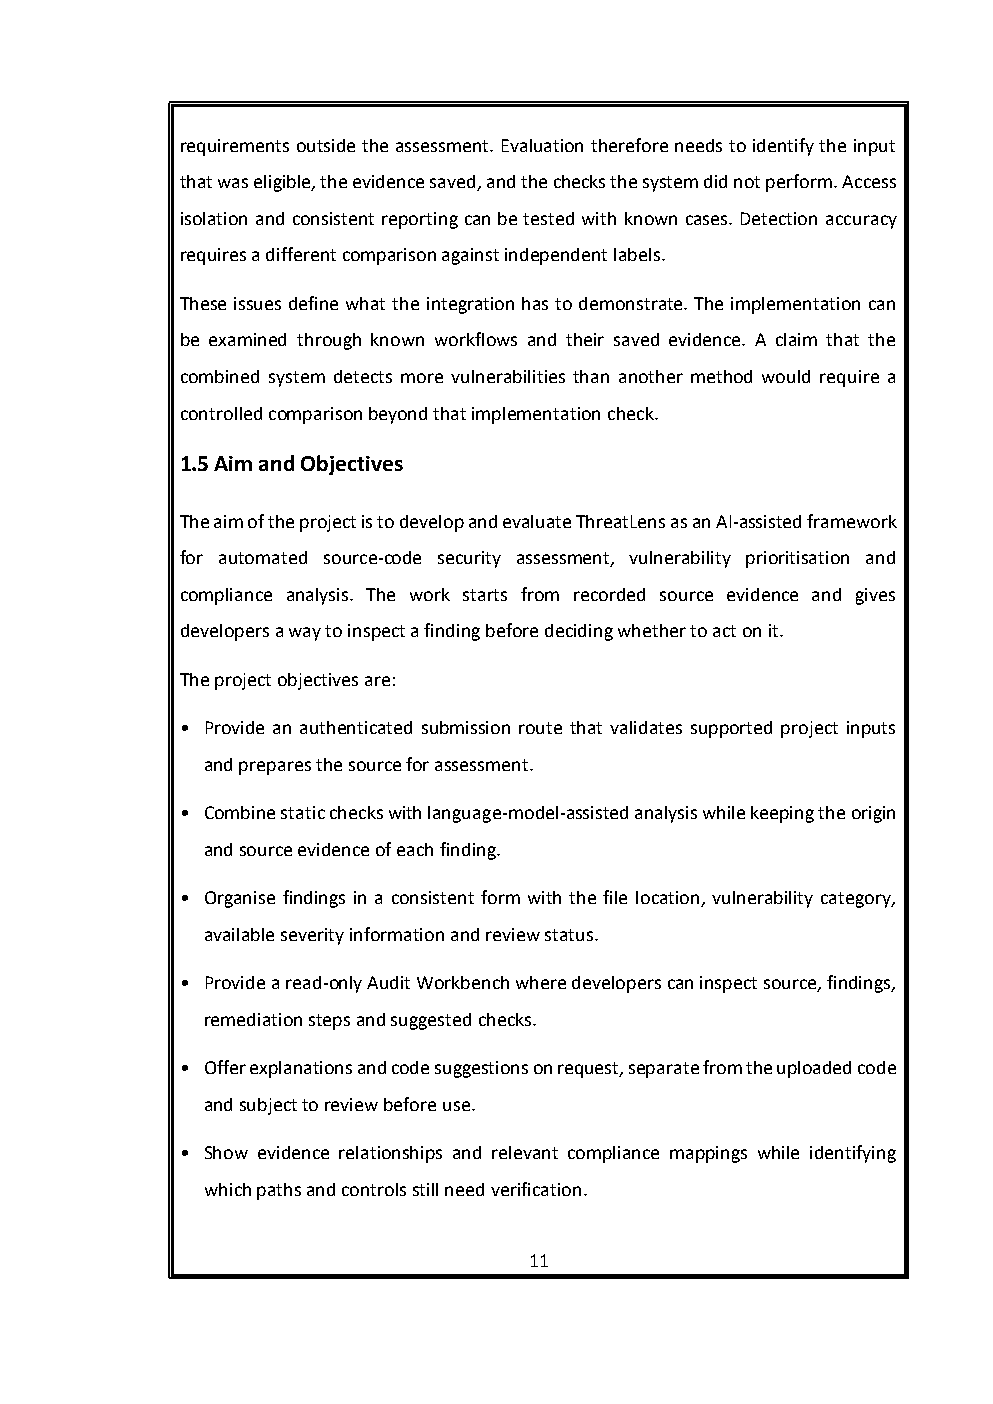 requirements outside the assessment. Evaluation therefore needs to identify the input
that was eligible, the evidence saved, and the checks the system did not perform. Access
isolation and consistent reporting can be tested with known cases. Detection accuracy
requires a different comparison against independent labels.
These issues define what the integration has to demonstrate. The implementation can
be examined through known workflows and their saved evidence. A claim that the
combined system detects more vulnerabilities than another method would require a
controlled comparison beyond that implementation check.
1.5 Aim and Objectives
The aim of the project is to develop and evaluate ThreatLens as an AI-assisted framework
for automated source-code security assessment, vulnerability prioritisation and
compliance analysis. The work starts from recorded source evidence and gives
developers a way to inspect a finding before deciding whether to act on it.
The project objectives are:
• Provide an authenticated submission route that validates supported project inputs
and prepares the source for assessment.
• Combine static checks with language-model-assisted analysis while keeping the origin
and source evidence of each finding.
• Organise findings in a consistent form with the file location, vulnerability category,
available severity information and review status.
• Provide a read-only Audit Workbench where developers can inspect source, findings,
remediation steps and suggested checks.
• Offer explanations and code suggestions on request, separate from the uploaded code
and subject to review before use.
• Show evidence relationships and relevant compliance mappings while identifying
which paths and controls still need verification.
11